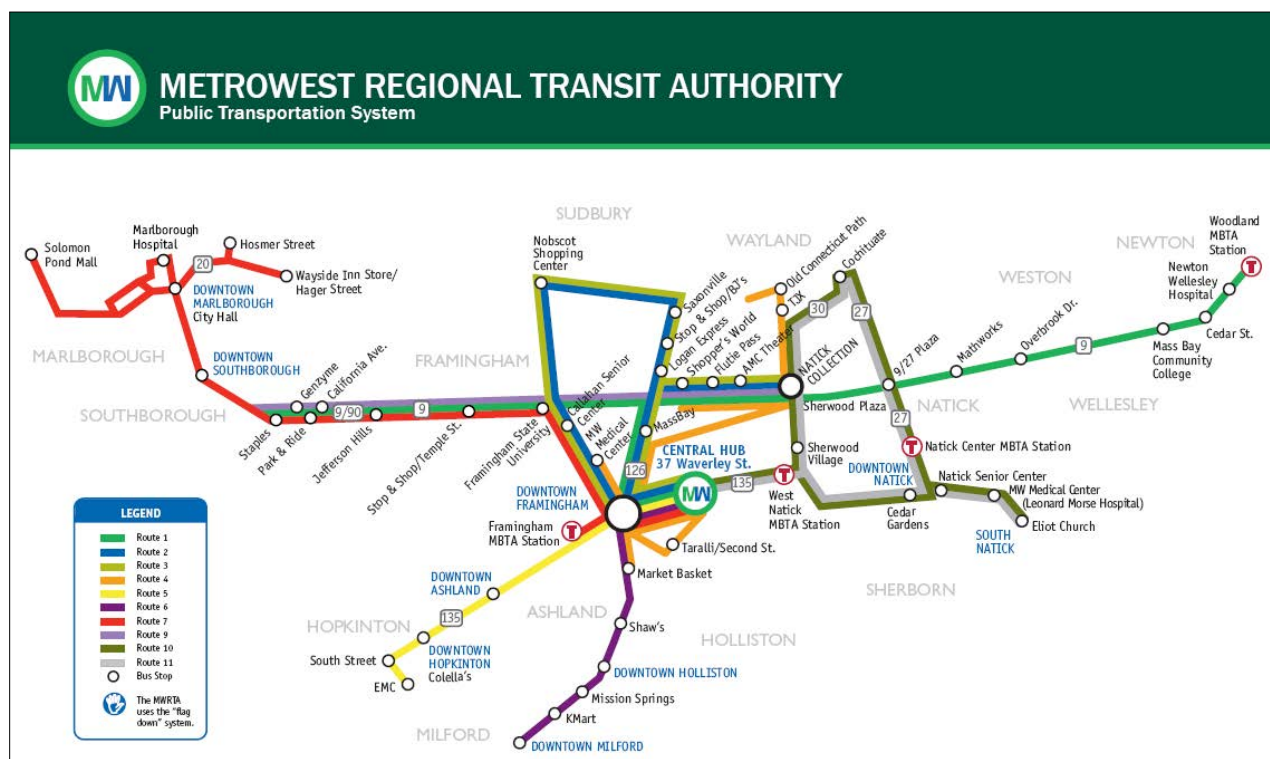 MW
METROWEST REGIONAL TRANSIT AUTHORITY
Public Transportation System
SUDBURY
WAYLAND
NEWTON
WESTON
MARLBOROUGH
FRAMINGHAM
SOUTHBOROUGH
NATICK
WELLESLEY
SHERBORN
ASHLAND
HOPKINTON
HOLLISTON
MILFORD
Solomon
Pond Mall
Marlborough
Hospital
Hosmer Street
20
Wayside Inn Store/
Hager Street
DOWNTOWN
MARLBOROUGH
City Hall
DOWNTOWN
SOUTHBOROUGH
Genzyme
California Ave.
9/90
9
Staples
Park & Ride
Jefferson Hills
Stop & Shop/Temple St.
Framingham State
University
Nobscot
Shopping
Center
Callahan Senior
Center
MW
Medical
Center
Saxonville
Stop & Shop/BJ's
Logan Express
Shopper's World
Flutie Pass
AMC Theater
MassBay
126
Old Connecticut Path
TJX
Cochituate
30
27
NATICK
COLLECTION
Sherwood Plaza
9/27 Plaza
27
Mathworks
Overbrook Dr.
9
Mass Bay
Community
College
Cedar St.
Newton
Wellesley
Hospital
Woodland
MBTA
Station
T
CENTRAL HUB
37 Waverley St.
MW
135
Sherwood
Village
T
West
Natick
MBTA Station
DOWNTOWN
NATICK
T
Natick Center MBTA Station
Cedar
Gardens
Natick Senior Center
MW Medical Center
(Leonard Morse Hospital)
Eliot Church
SOUTH
NATICK
DOWNTOWN
FRAMINGHAM
Framingham
MBTA Station
T
Taralli/Second St.
Market Basket
DOWNTOWN
ASHLAND
135
South Street
DOWNTOWN
HOPKINTON
Colella's
EMC
Shaw's
DOWNTOWN HOLLISTON
Mission Springs
KMart
DOWNTOWN MILFORD
LEGEND
Route 1
Route 2
Route 3
Route 4
Route 5
Route 6
Route 7
Route 9
Route 10
Route 11
Bus Stop
The MWRTA
uses the "flag
down" system.